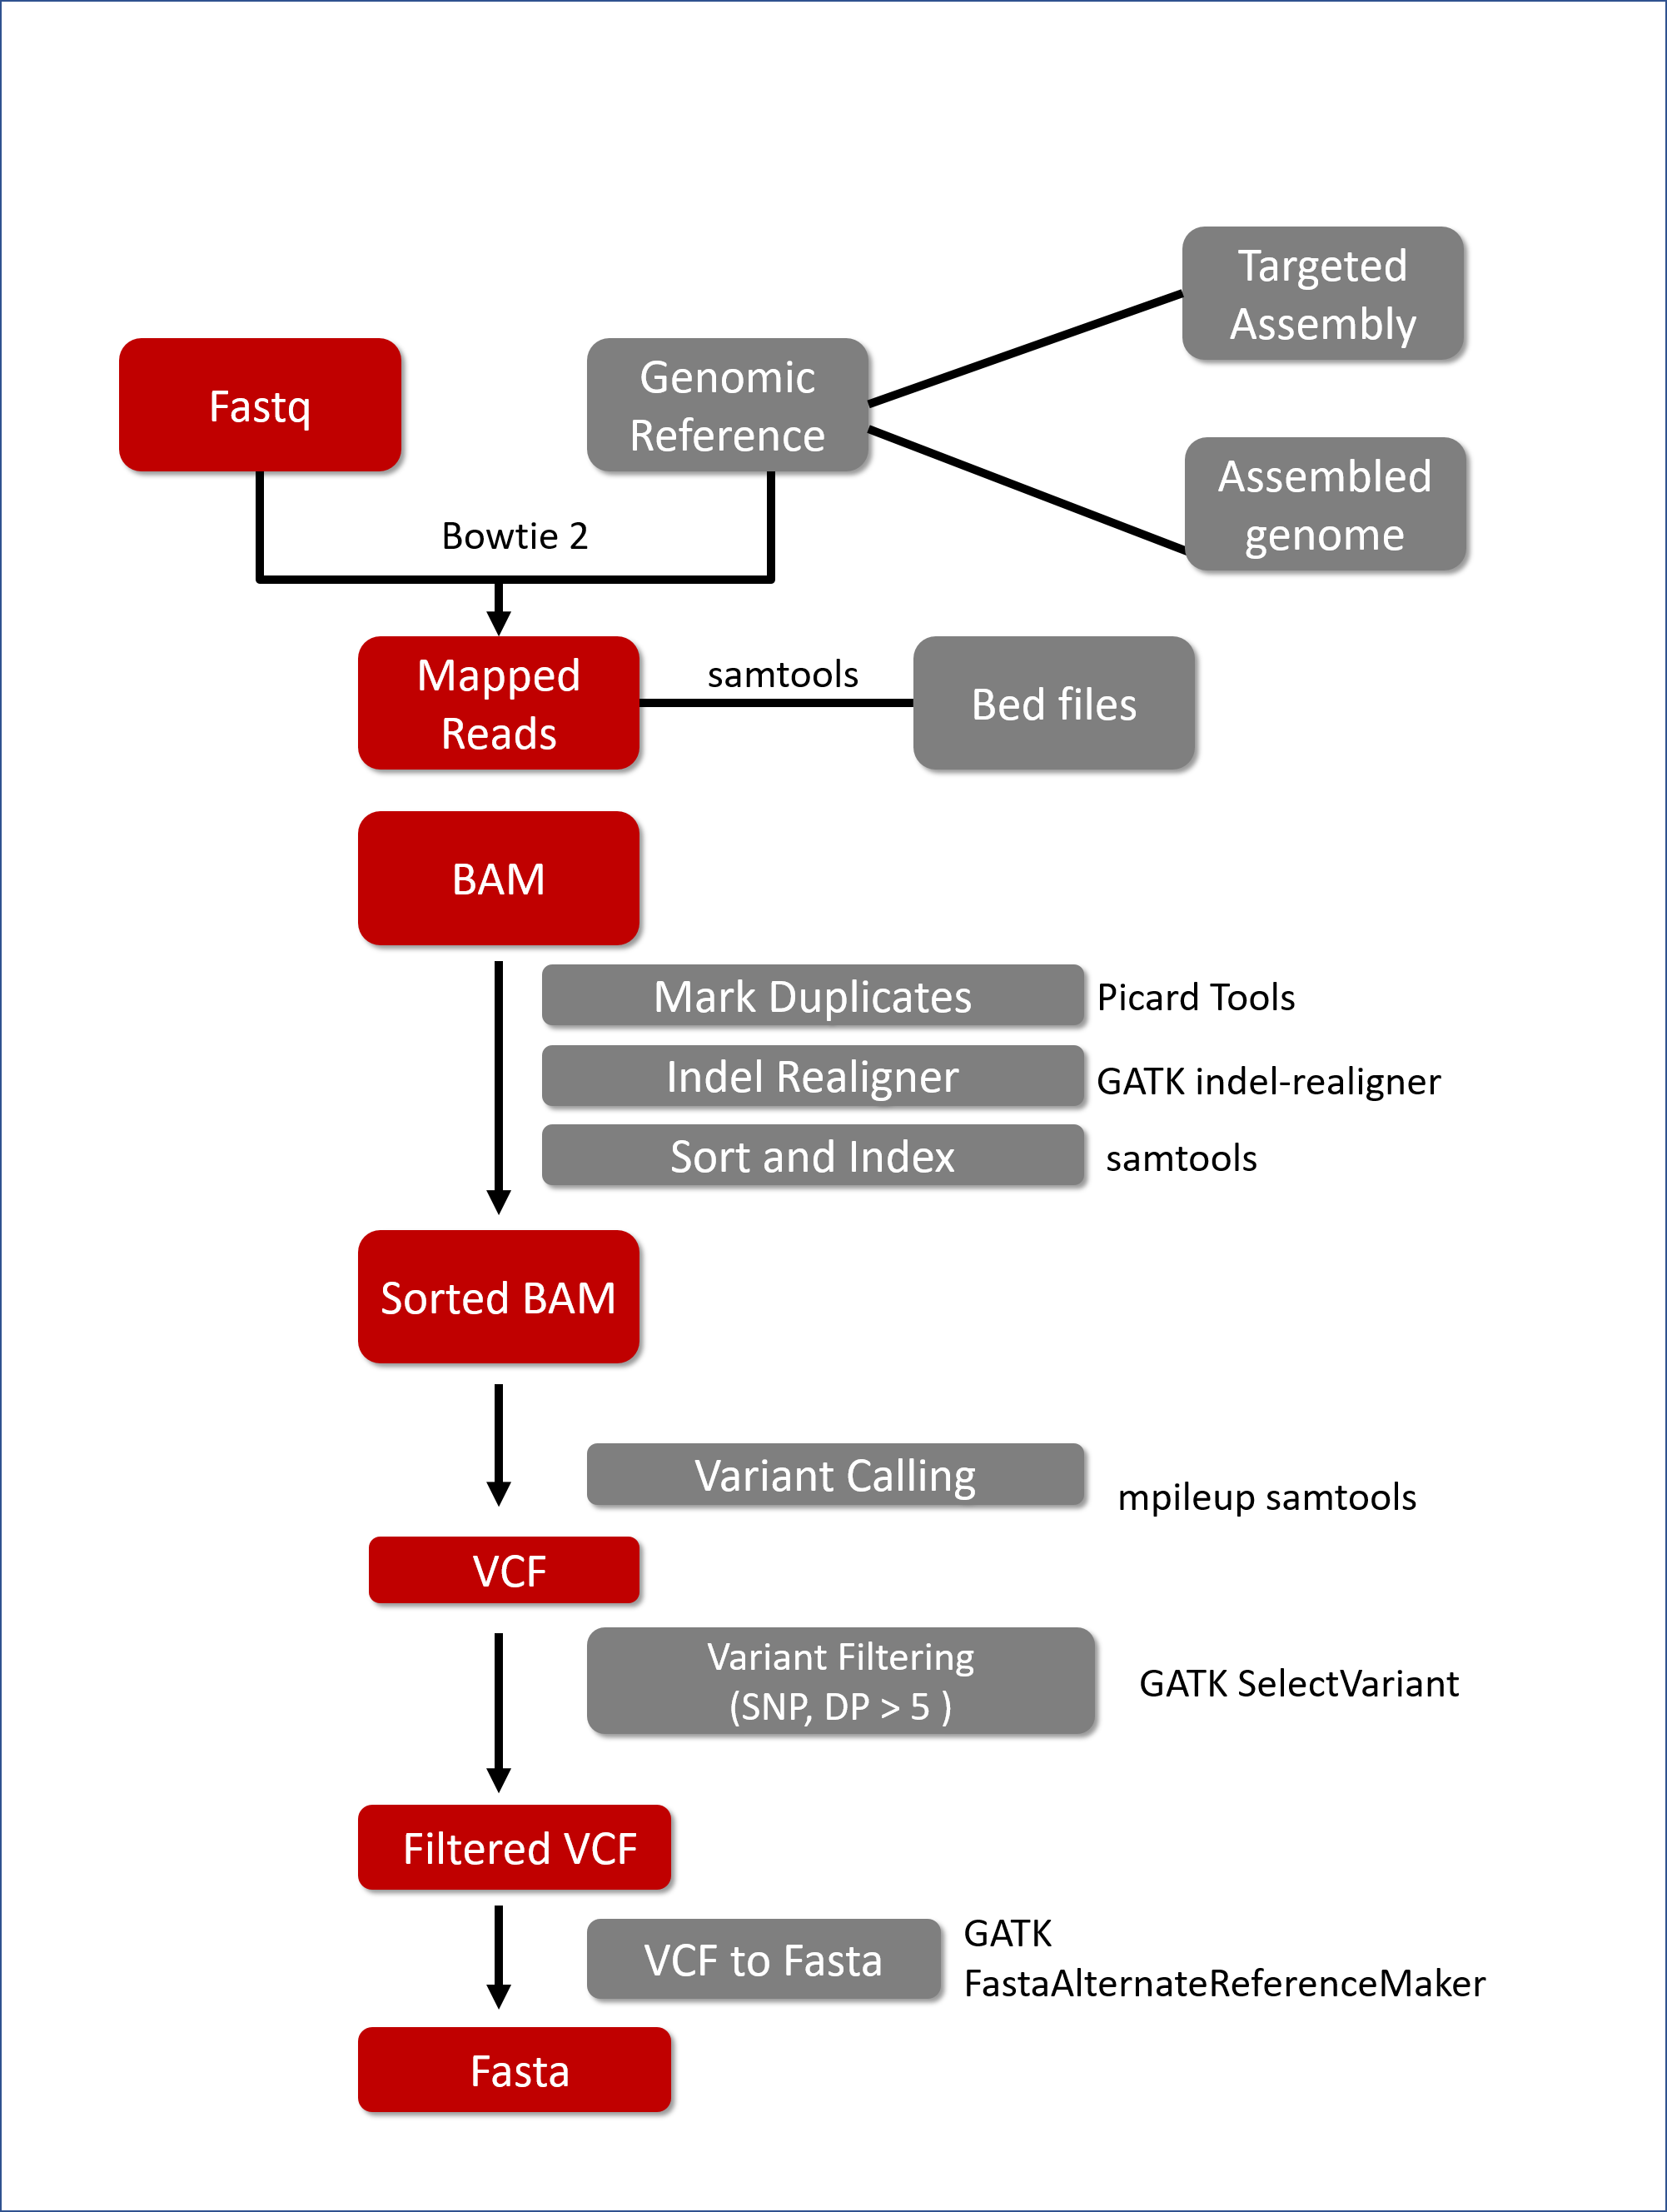 Targeted
Assembly
Fastq
Genomic
Reference
Assembled
genome
Bowtie 2
Mapped
Reads
samtools
Bed files
BAM
Mark Duplicates
Picard Tools
Indel Realigner
GATK indel-realigner
Sort and Index
samtools
Sorted BAM
Variant Calling
mpileup samtools
VCF
Variant Filtering
(SNP, DP > 5 )
GATK SelectVariant
Filtered VCF
VCF to Fasta
GATK
FastaAlternateReferenceMaker
Fasta